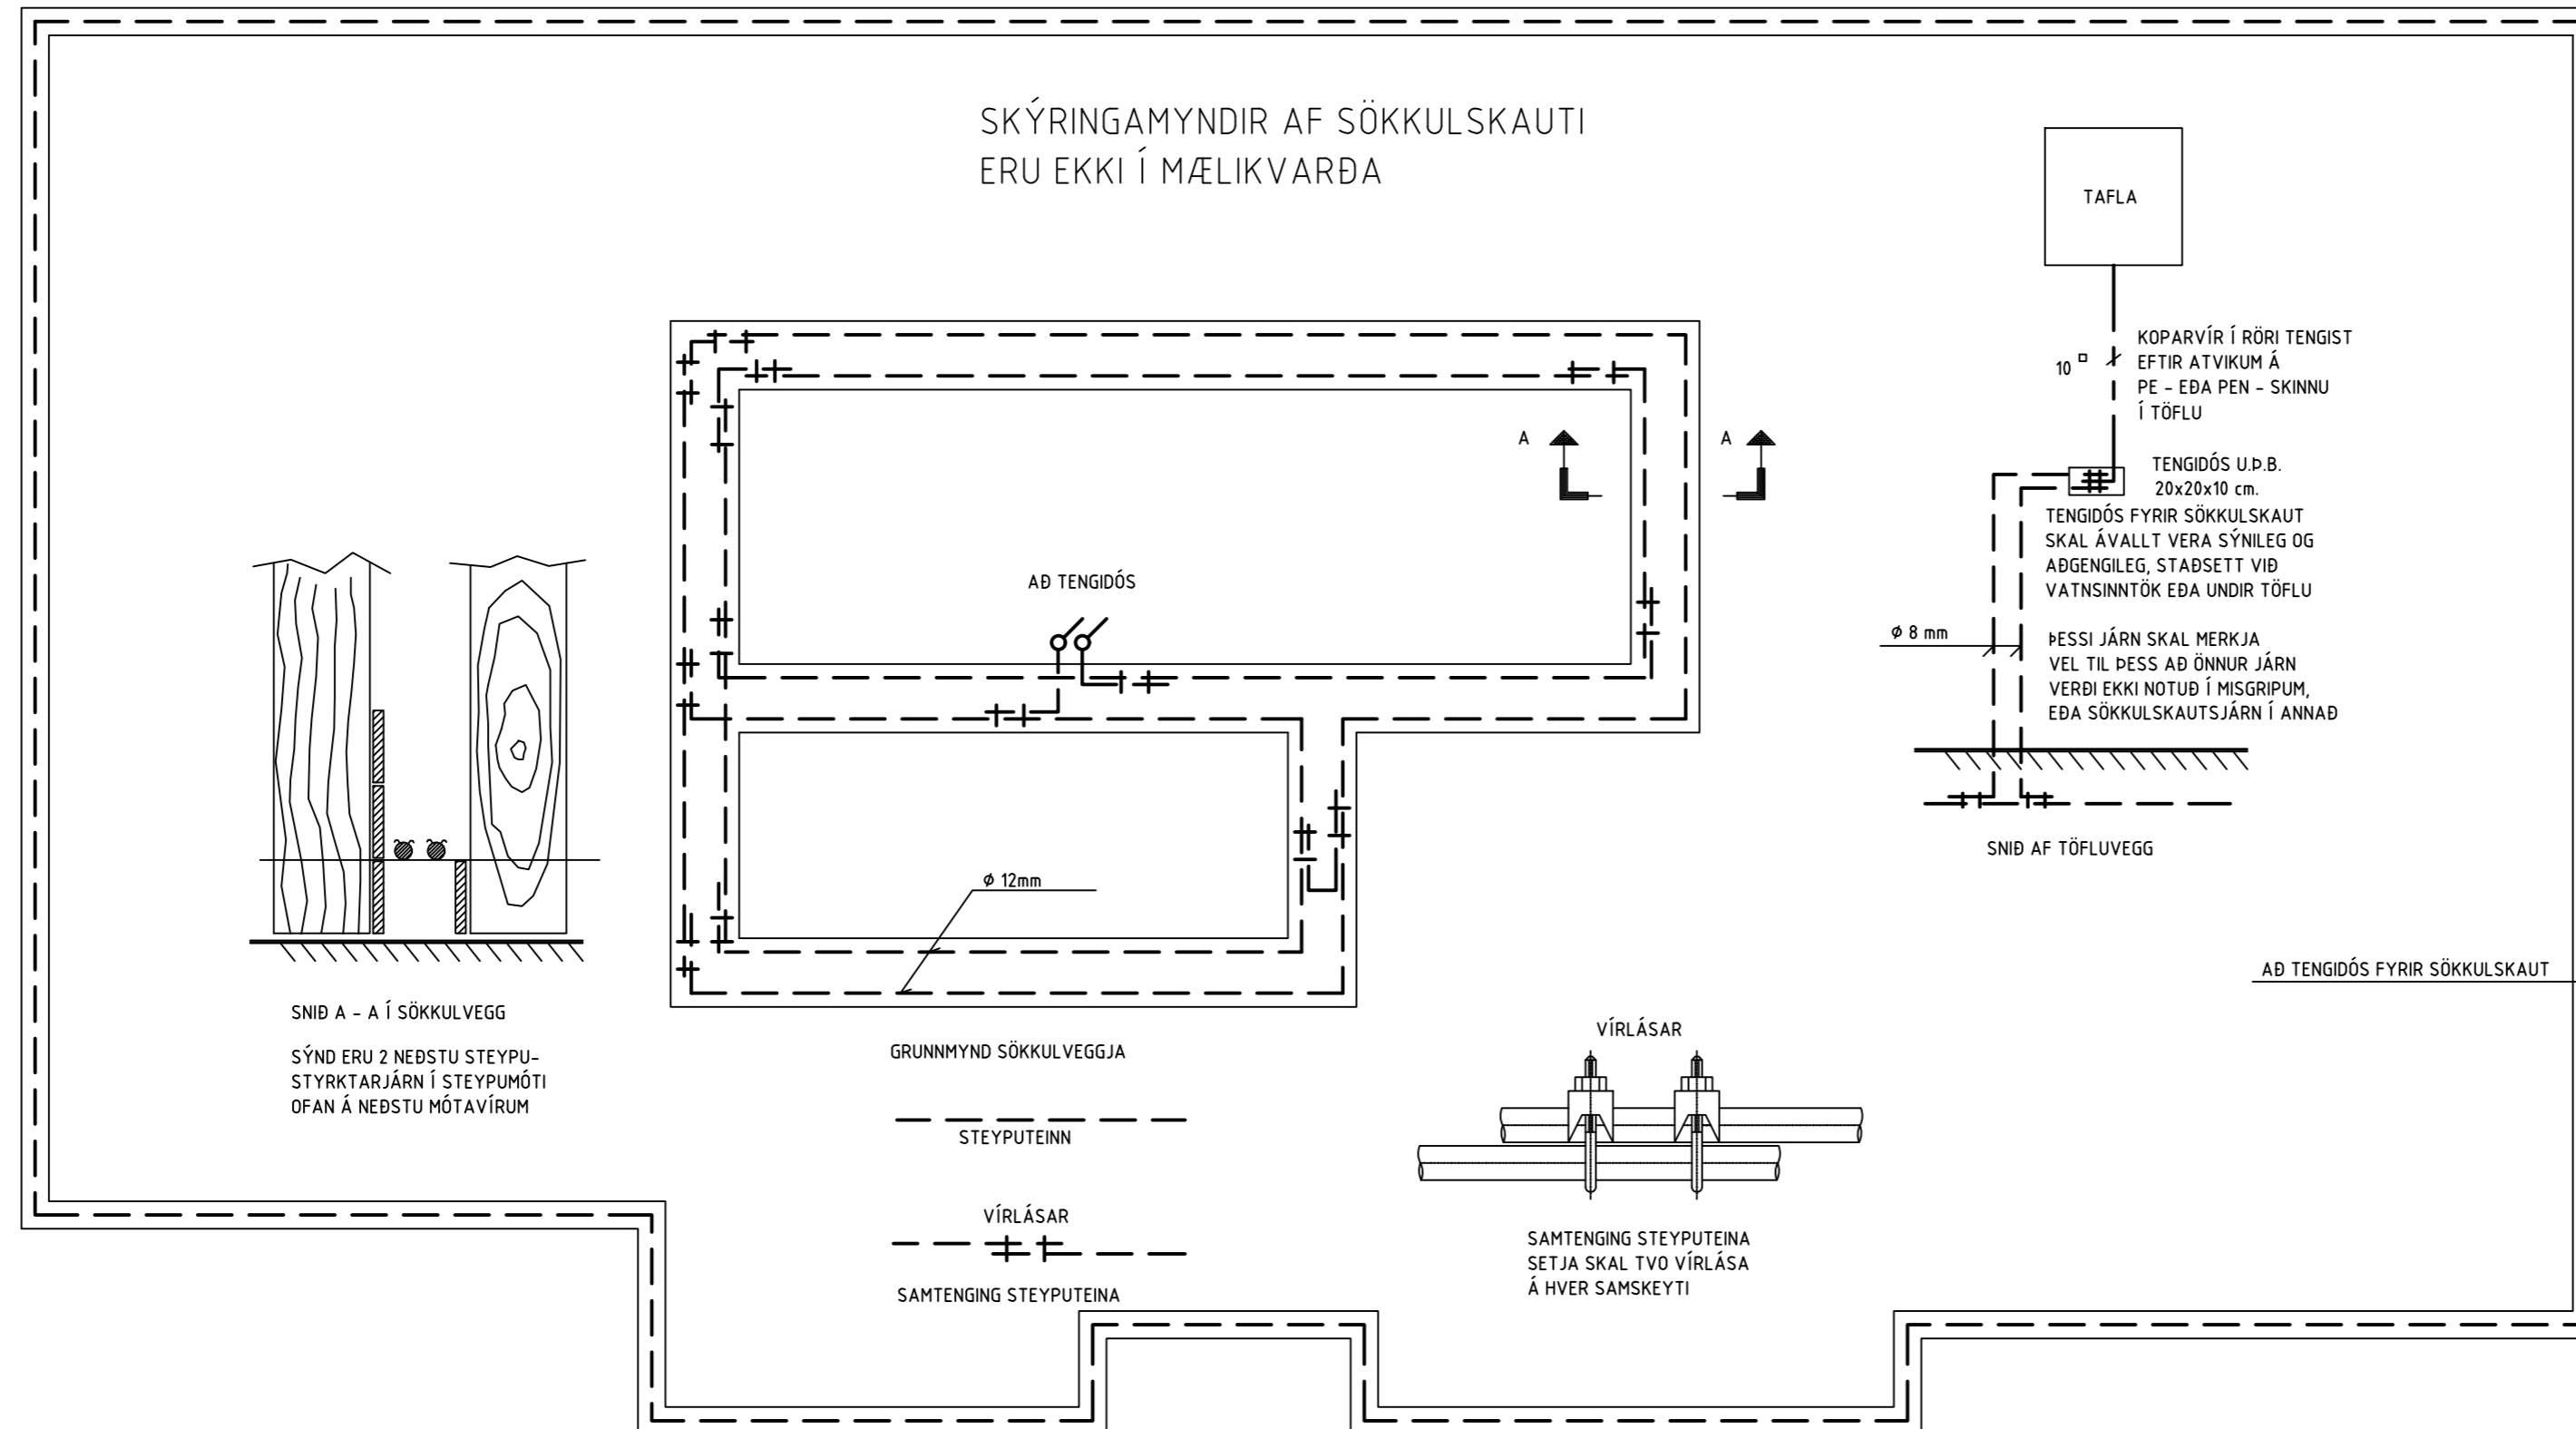 SKÝRINGAMYNDIR AF SÖKKULSKAUTI
ERU EKKI Í MÆLIKVARÐA
TAFLA
KOPARVÍR Í RÖRI TENGIST
EFTIR ATVIKUM Á
PE - EÐA PEN - SKINNU
Í TÖFLU
10 □
A
A
TENGIDÓS U.Þ.B.
20x20x10 cm.
TENGIDÓS FYRIR SÖKKULSKAUT
SKAL ÁVALLT VERA SÝNILEG OG
AÐGENGILEG, STAÐSETT VIÐ
VATNSINNTÖK EÐA UNDIR TÖFLU
AÐ TENGIDÓS
ϕ 8 mm
ÞESSI JÁRN SKAL MERKJA
VEL TIL ÞESS AÐ ÖNNUR JÁRN
VERÐI EKKI NOTUÐ Í MISGRIPUM,
EÐA SÖKKULSKAUTSJÁRN Í ANNAÐ
SNIÐ AF TÖFLUVEGG
ϕ 12mm
AÐ TENGIDÓS FYRIR SÖKKULSKAUT
SNIÐ A - A Í SÖKKULVEGG
SÝND ERU 2 NEÐSTU STEYPU-
STYRKTARJÁRN Í STEYPUMÓTI
OFAN Á NEÐSTU MÓTAVÍRUM
GRUNNMYND SÖKKULVEGGJA
STEYPUTEINN
VÍRLÁSAR
SAMTENGING STEYPUTEINA
VÍRLÁSAR
SAMTENGING STEYPUTEINA
SETJA SKAL TVO VÍRLÁSA
Á HVER SAMSKEYTI